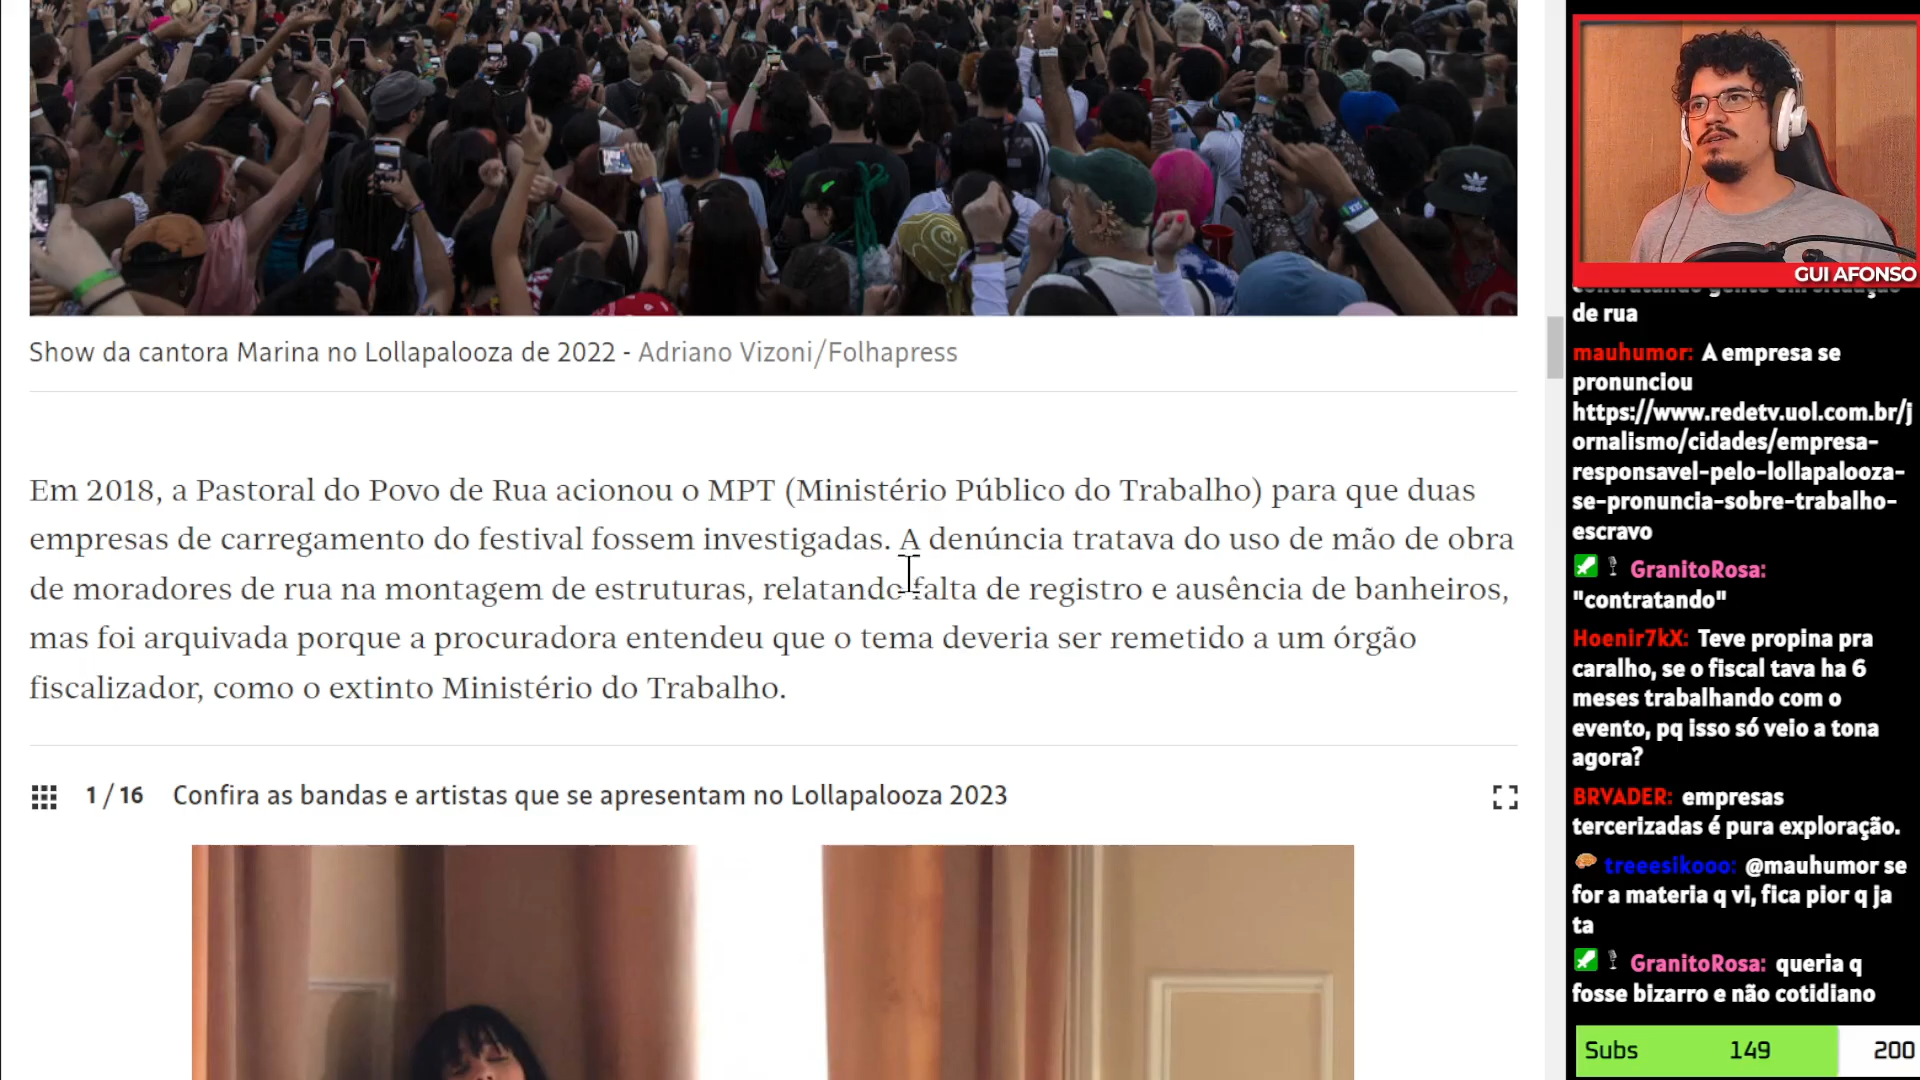 Show da cantora Marina no Lollapalooza de 2022 - Adriano Vizoni/Folhapress
Em 2018, a Pastoral do Povo de Rua acionou o MPT (Ministério Público do Trabalho) para que duas
empresas de carregamento do festival fossem investigadas. A denúncia tratava do uso de mão de obra
de moradores de rua na montagem de estruturas, relatando falta de registro e ausência de banheiros,
mas foi arquivada porque a procuradora entendeu que o tema deveria ser remetido a um órgão
fiscalizador, como o extinto Ministério do Trabalho.
1/16 Confira as bandas e artistas que se apresentam no Lollapalooza 2023
GUI AFONSO
de rua
mauhumor: A empresa se
pronunciou
https://www.redetv.uol.com.br/j
ornalismo/cidades/empresa-
responsavel-pelo-lollapalooza-
se-pronuncia-sobre-trabalho-
escravo
GranitoRosa:
"contratando"
Hoenir7kX: Teve propina pra
caralho, se o fiscal tava ha 6
meses trabalhando com o
evento, pq isso só veio a tona
agora?
BRVADER: empresas
tercerizadas é pura exploração.
treeesikooo: @mauhumor se
for a materia q vi, fica pior q ja
ta
GranitoRosa: queria q
fosse bizarro e não cotidiano
Subs 149 200